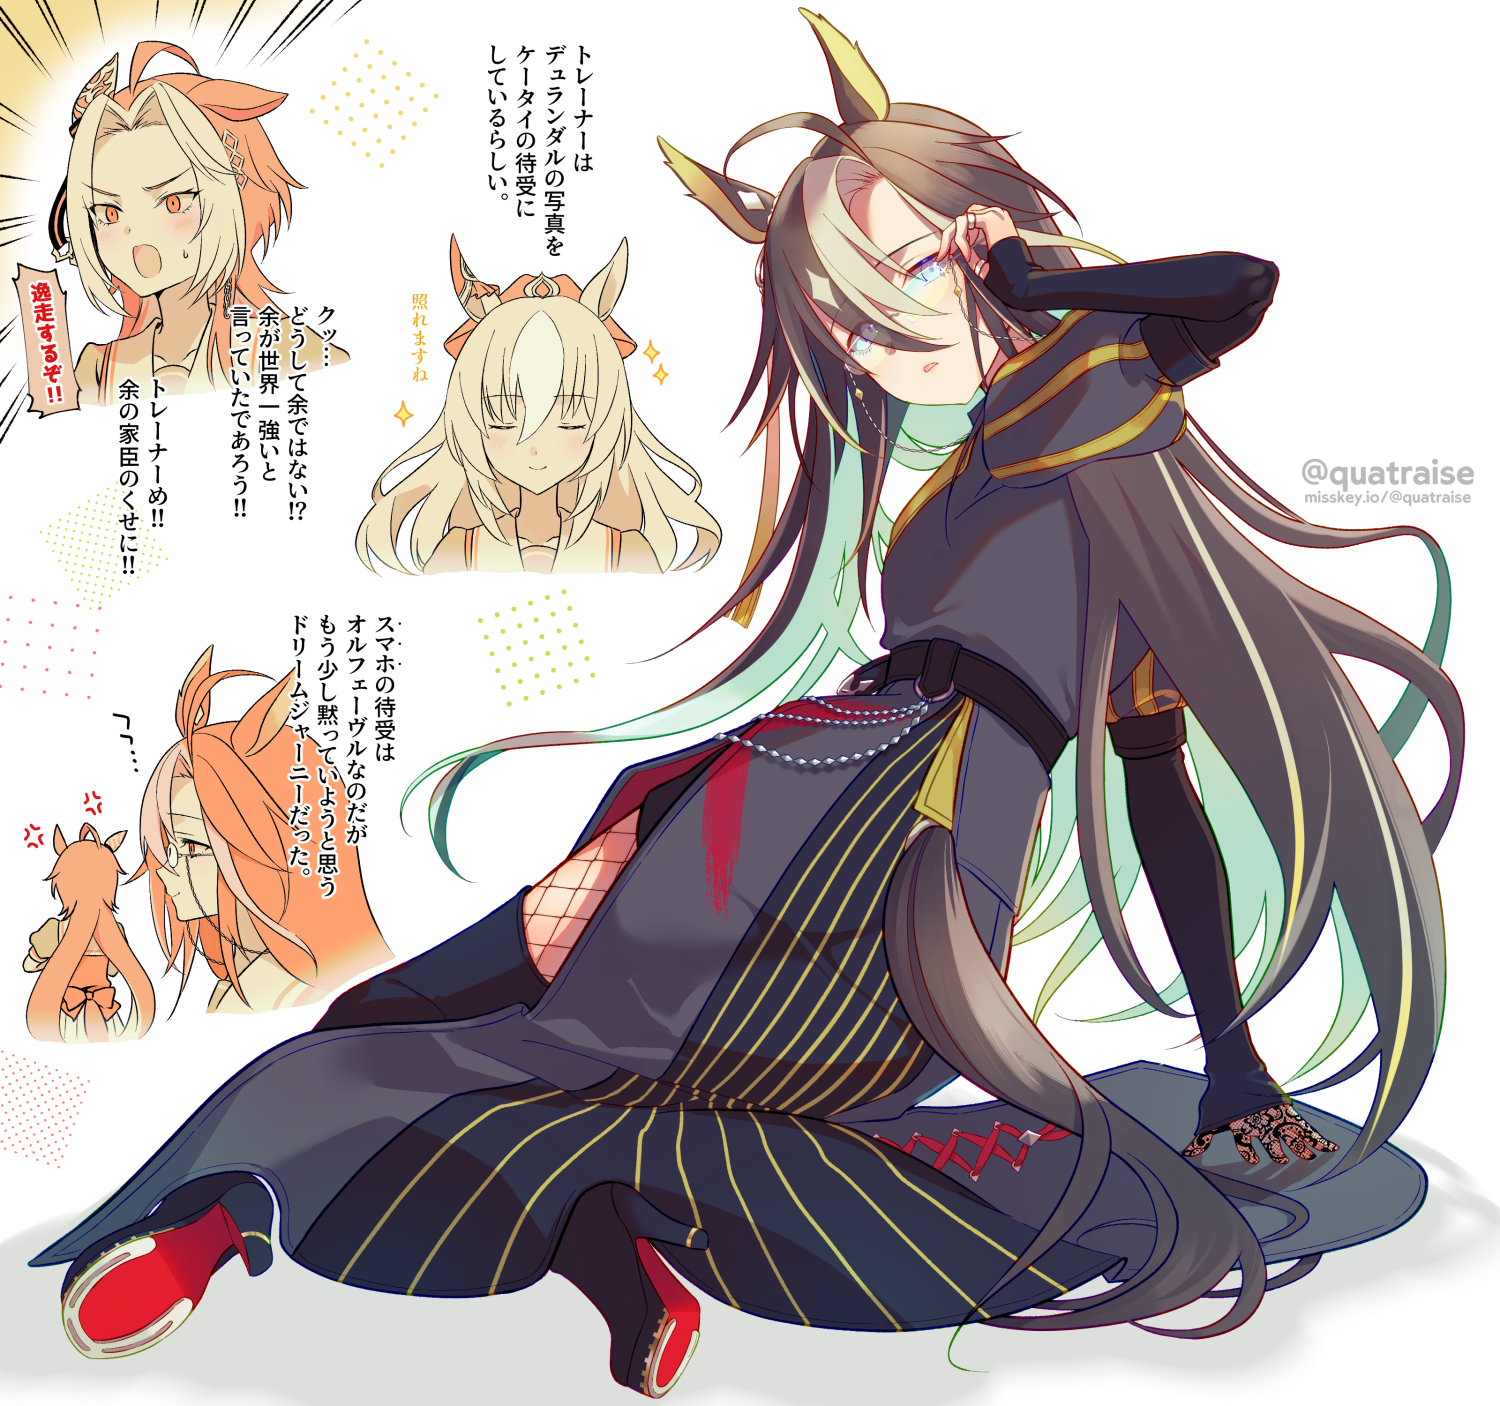 トレーナーは
デュランダルの写真を
ケータイの待受に
しているらしい。
照れますね
クッ…
どうして余ではない!?
余が世界一強いと
言っていたであろう!!
トレーナーめ!!
余の家臣のくせに!!
逸走するぞ!!
スマホの待受は
オルフェーヴルなのだが
もう少し黙っていようと思う
ドリームジャーニーだった。
@quatraise
misskey.io/@quatraise